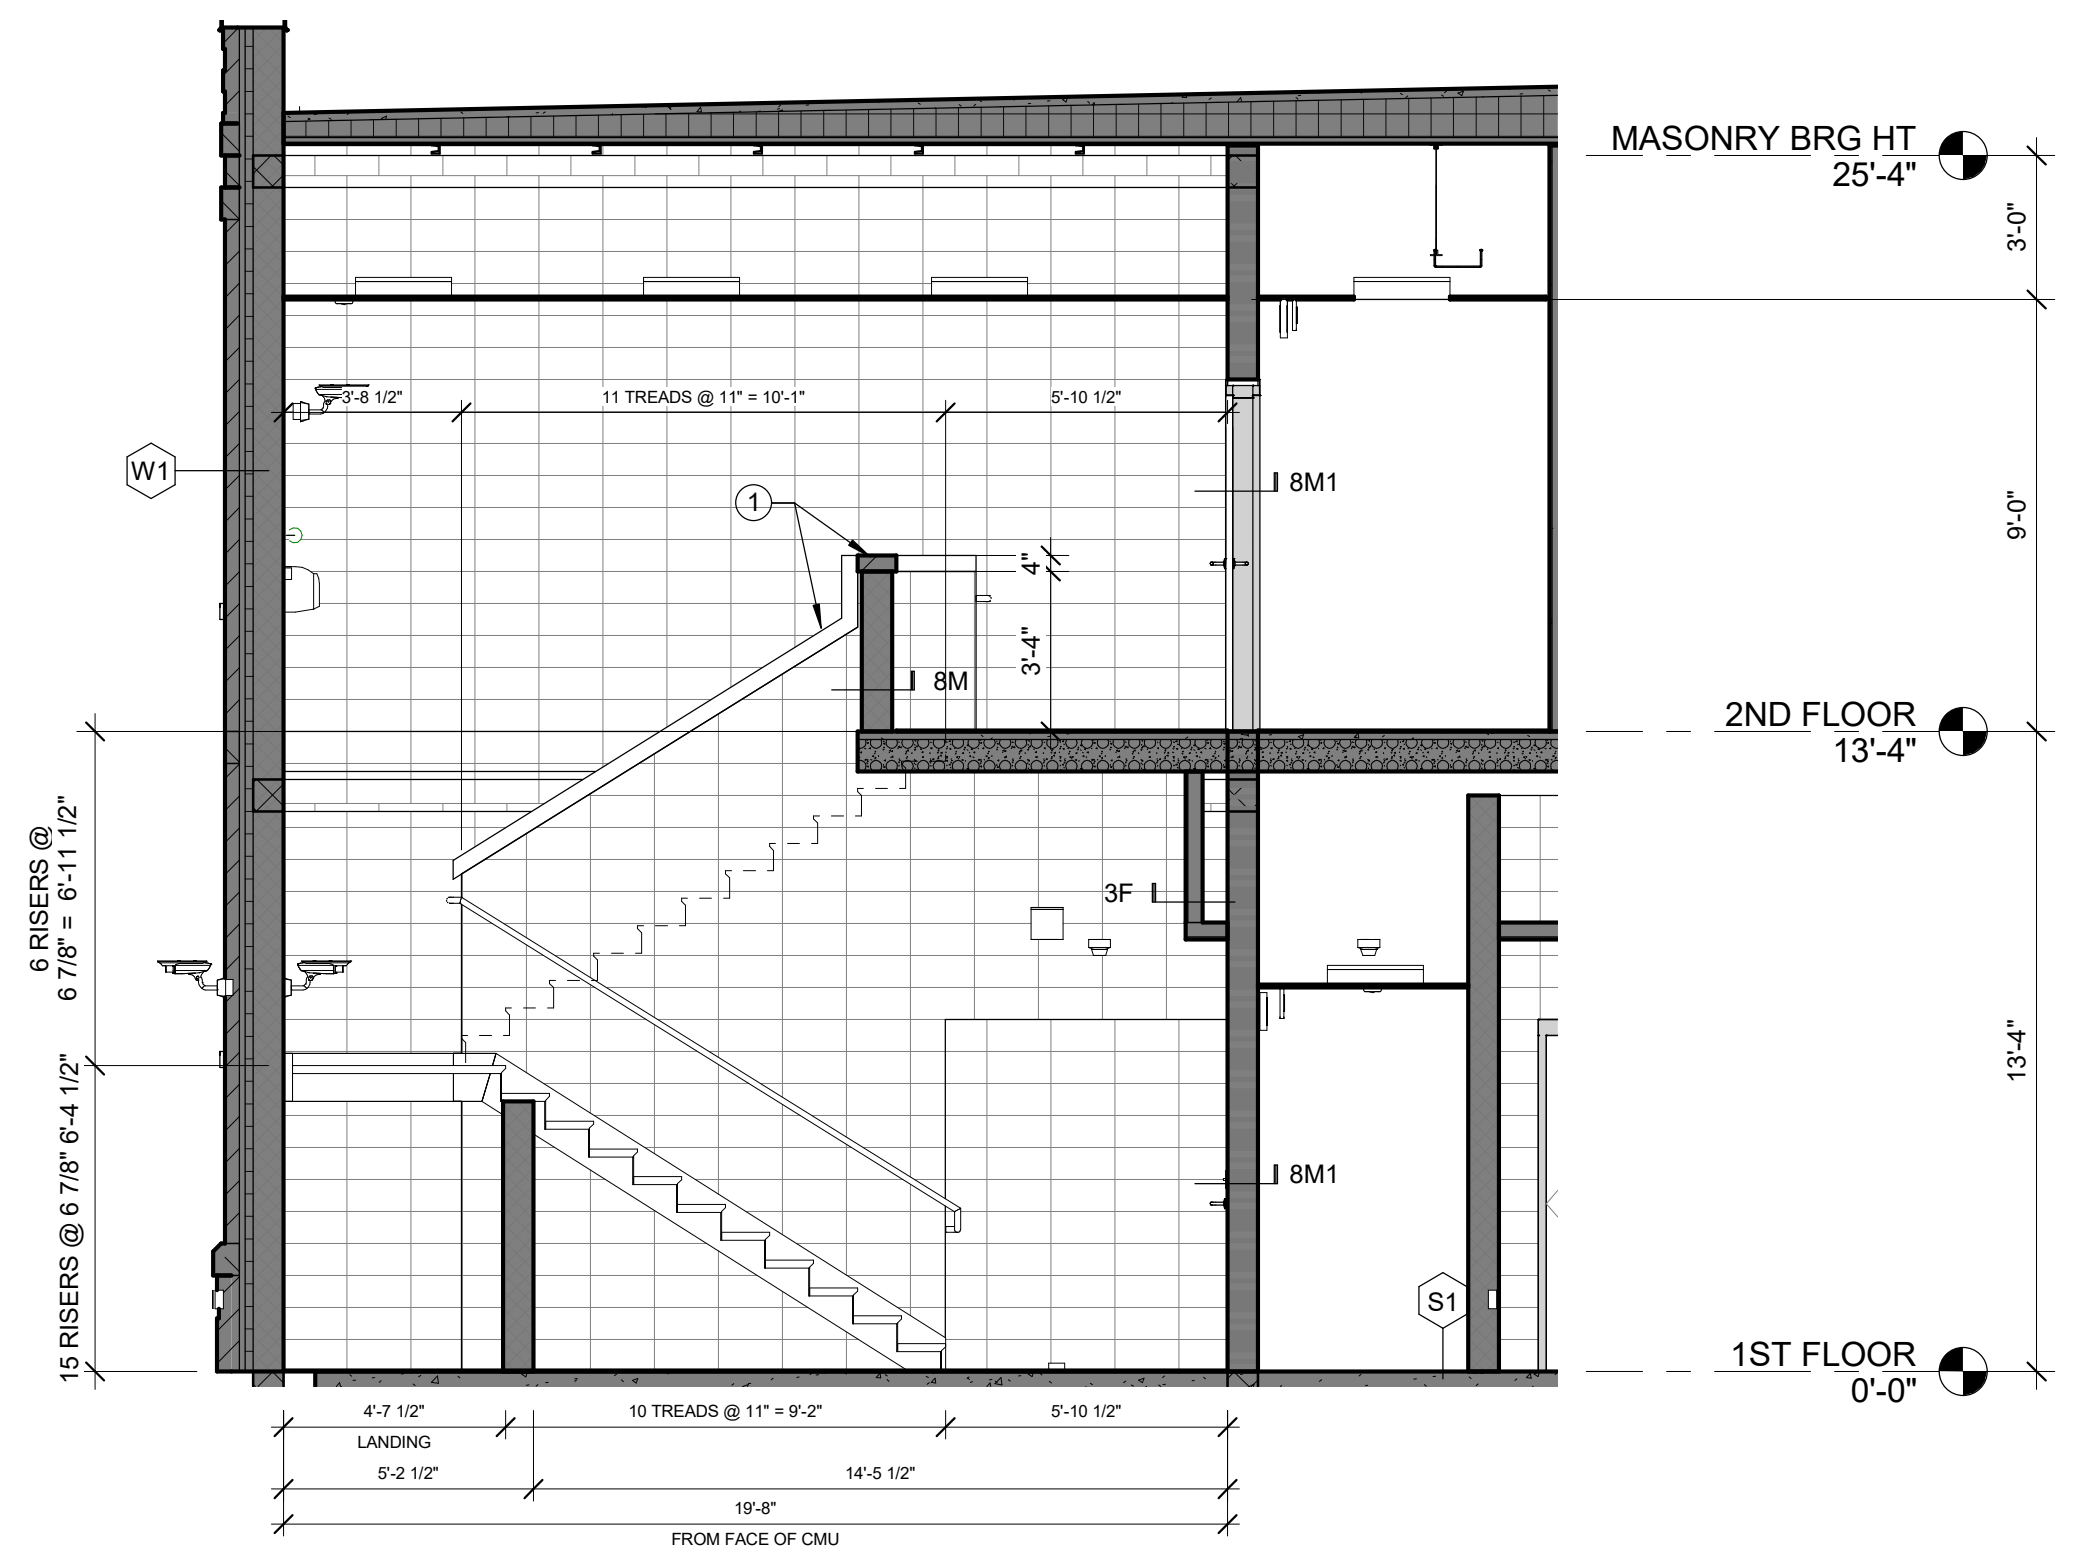 MASONRY BRG HT
25'-4"
3'-0"
3'-8 1/2"
11 TREADS @ 11" = 10'-1"
5'-10 1/2"
W1
8M1
1
9'-0"
4"
3'-4"
8M
2ND FLOOR
13'-4"
6 RISERS @
6 7/8" = 6'-11 1/2"
3F
13'-4"
15 RISERS @ 6 7/8" 6'-4 1/2"
8M1
S1
1ST FLOOR
0'-0"
4'-7 1/2"
10 TREADS @ 11" = 9'-2"
5'-10 1/2"
LANDING
5'-2 1/2"
14'-5 1/2"
19'-8"
FROM FACE OF CMU